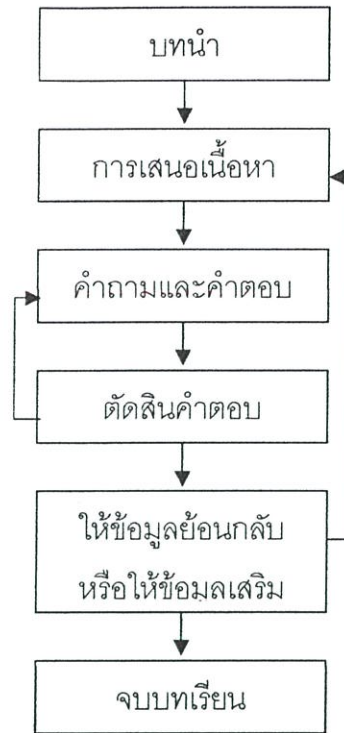 บทนำ
การเสนอเนื้อหา
คำถามและคำตอบ
ตัดสินคำตอบ
ให้ข้อมูลย้อนกลับ
หรือให้ข้อมลเสริม
จบบทเรียน